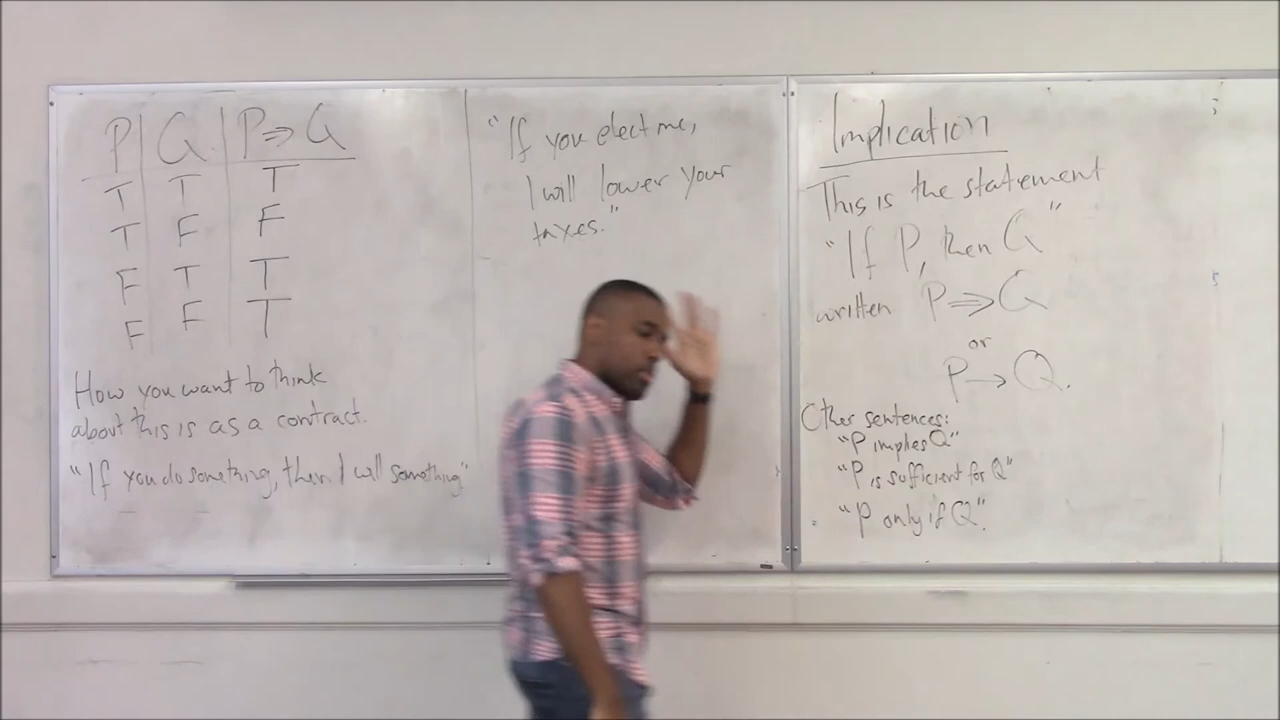 P Q P⇒Q
T T T
T F F
F T T
F F T
How you want to think
about this is as a contract.
"If you do something, then I will something"
"If you elect me,
I will lower your
taxes."
Implication
This is the statement
"If P, then Q"
written P⇒Q
or
P→Q.
Other sentences:
"P implies Q"
"P is sufficient for Q"
"P only if Q".